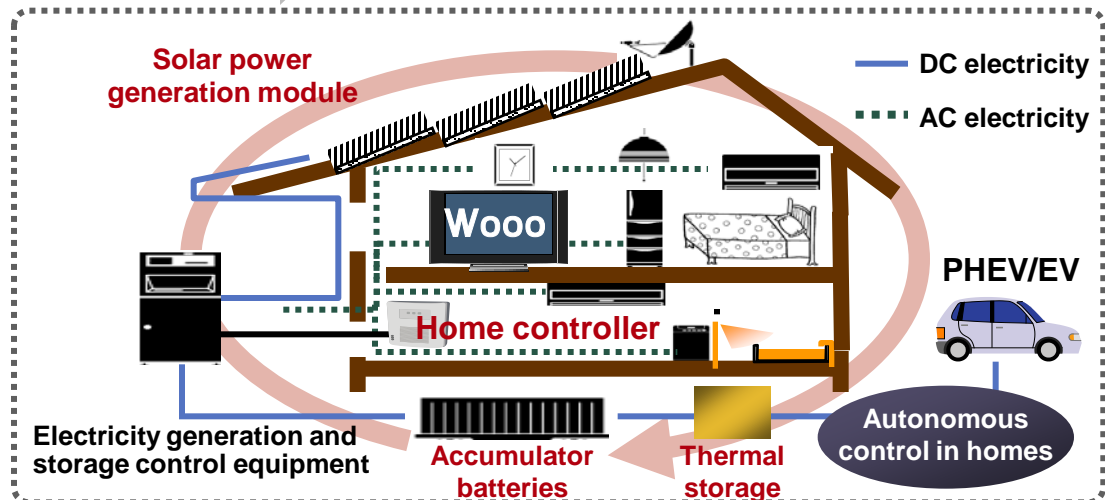 Solar power
generation module
DC electricity
AC electricity
Wooo
PHEV/EV
Home controller
Electricity generation and
storage control equipment
Accumulator
batteries
Thermal
storage
Autonomous
control in homes